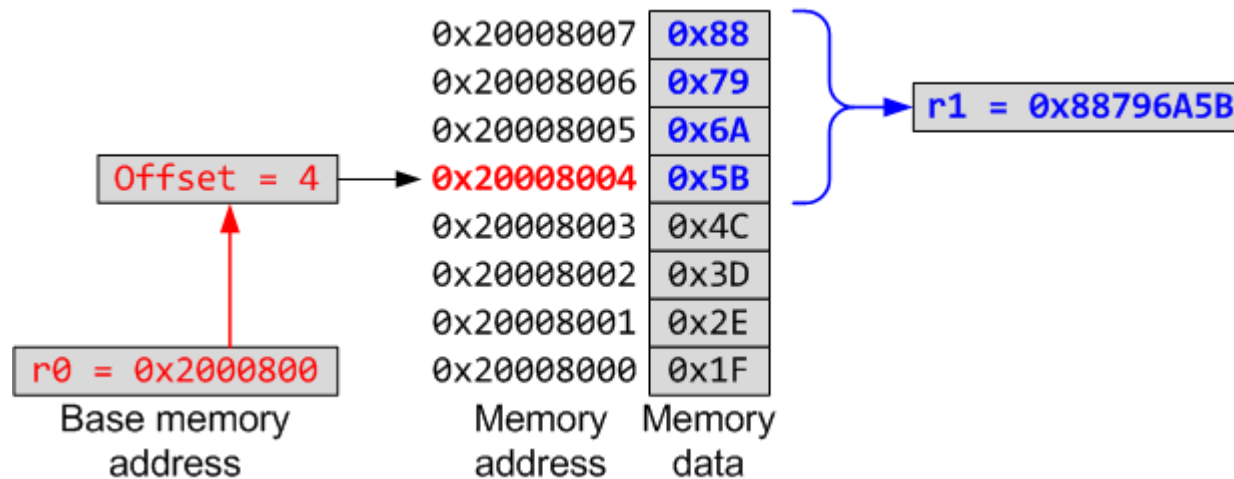 0x20008007 0x88
0x20008006 0x79
r1 = 0x88796A5B
0x20008005 0x6A
Offset = 4 0x20008004 0x5B
0x20008003 0x4C
0x20008002 0x3D
0x20008001 0x2E
r0 = 0x2000800 0x20008000 0x1F
Base memory address
Memory address
Memory data